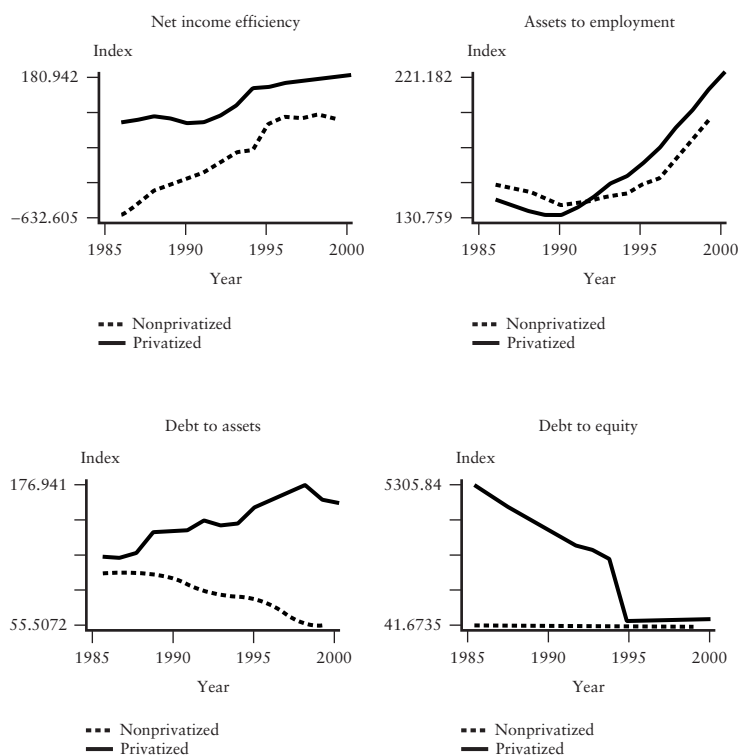 Net income efficiency
Index
180.942
−632.605
1985 1990 1995 2000
Year
Nonprivatized
Privatized
Assets to employment
Index
221.182
130.759
1985 1990 1995 2000
Year
Nonprivatized
Privatized
Debt to assets
Index
176.941
55.5072
1985 1990 1995 2000
Year
Nonprivatized
Privatized
Debt to equity
Index
5305.84
41.6735
1985 1990 1995 2000
Year
Nonprivatized
Privatized